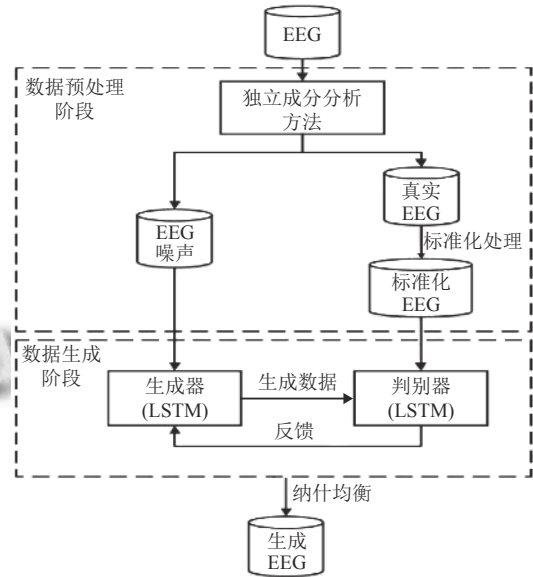 EEG
数据预处理
阶段
独立成分分析
方法
真实
EEG
EEG
噪声
标准化处理
标准化
EEG
数据生成
阶段
生成器
(LSTM)
生成数据
判别器
(LSTM)
反馈
纳什均衡
生成
EEG